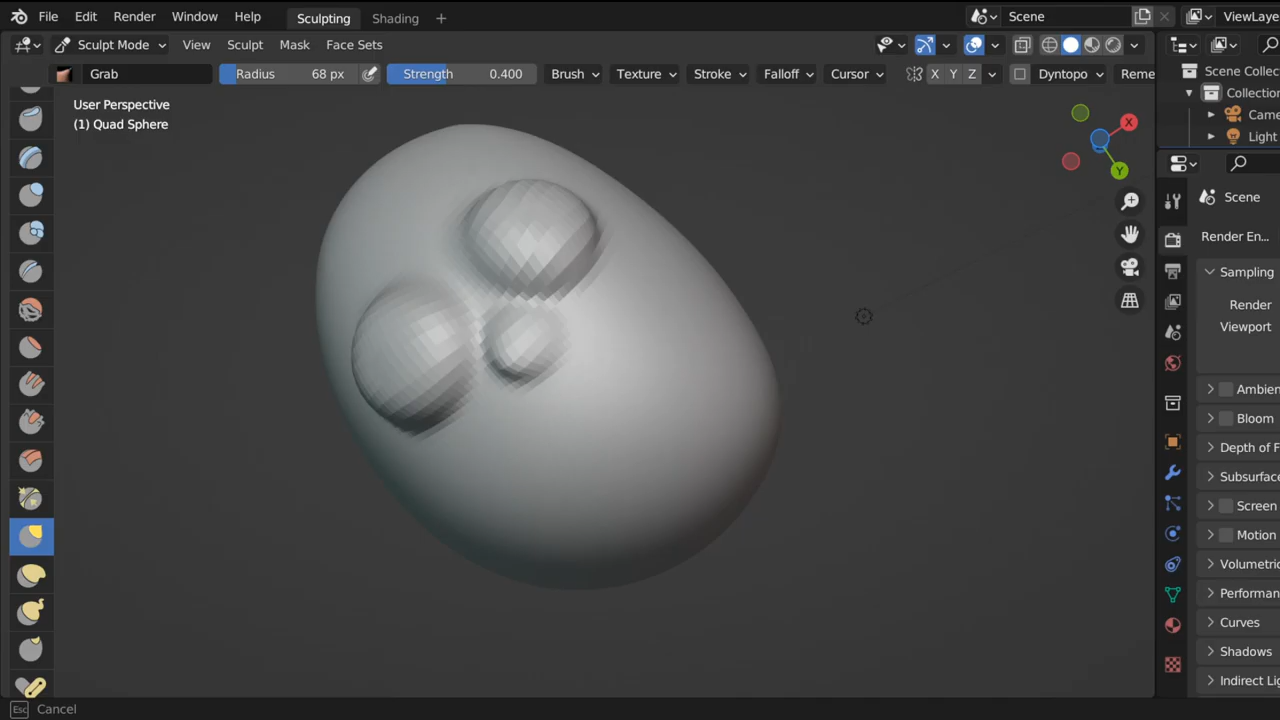 File Edit Render Window Help Sculpting Shading + Scene ViewLaye
Sculpt Mode View Sculpt Mask Face Sets
Grab Radius 68 px Strength 0.400 Brush Texture Stroke Falloff Cursor X Y Z Dyntopo Reme
User Perspective
(1) Quad Sphere
X
Y
Scene Collec
Collection
Came
Light
Scene
Render En...
Sampling
Render
Viewport
Ambien
Bloom
Depth of F
Subsurface
Screen
Motion
Volumetric
Performan
Curves
Shadows
Indirect Lig
Esc Cancel